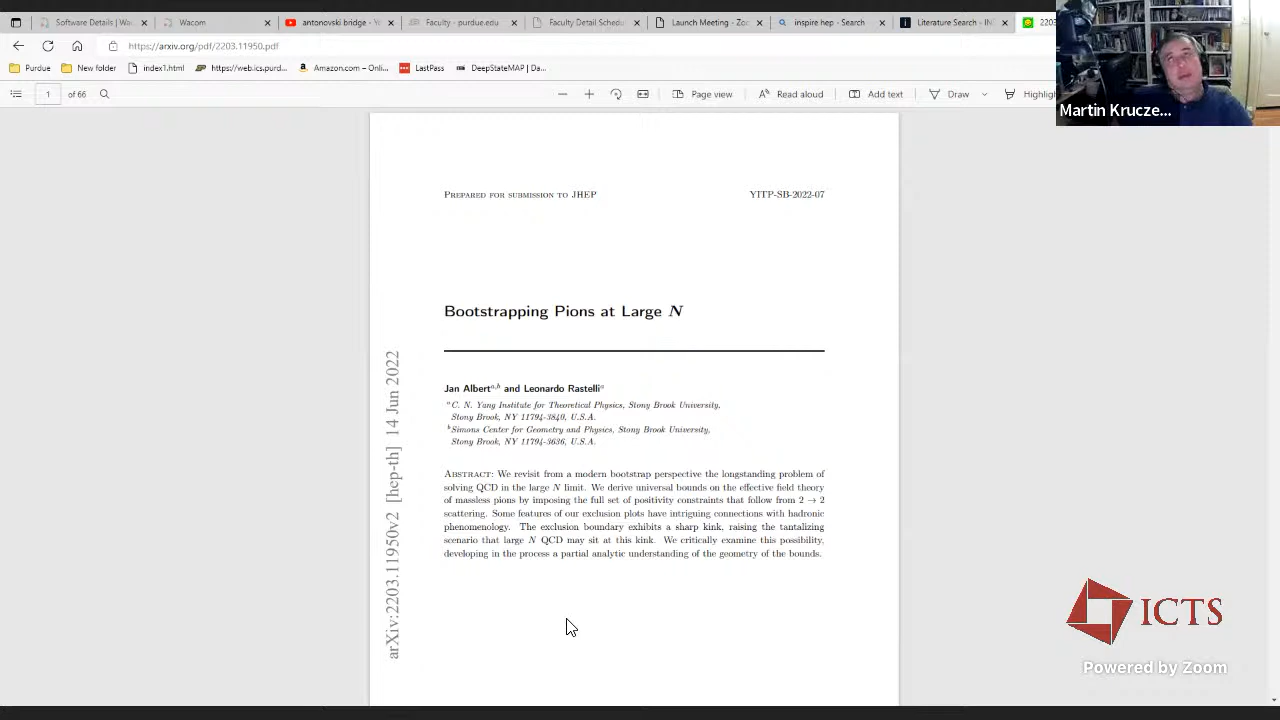 Software Details | Wa
Wacom
antonovski bridge - Y
Faculty - purdue.edu
Faculty Detail Schedu
Launch Meeting - Zoo
inspire hep - Search
Literature Search - IN
2203
https://arxiv.org/pdf/2203.11950.pdf
Purdue
New folder
index1.html
https://web.ics.purd...
Amazon.com – Onli...
LastPass
DeepStateMAP | Da...
1 of 66
Page view
Read aloud
Add text
Draw
Highligh
Martin Krucze...
Prepared for submission to JHEP
YITP-SB-2022-07
Bootstrapping Pions at Large N
Jan Albert a,b and Leonardo Rastelli a
a C. N. Yang Institute for Theoretical Physics, Stony Brook University,
Stony Brook, NY 11794-3840, U.S.A.
b Simons Center for Geometry and Physics, Stony Brook University,
Stony Brook, NY 11794-3636, U.S.A.
Abstract: We revisit from a modern bootstrap perspective the longstanding problem of
solving QCD in the large N limit. We derive universal bounds on the effective field theory
of massless pions by imposing the full set of positivity constraints that follow from 2 → 2
scattering. Some features of our exclusion plots have intriguing connections with hadronic
phenomenology. The exclusion boundary exhibits a sharp kink, raising the tantalizing
scenario that large N QCD may sit at this kink. We critically examine this possibility,
developing in the process a partial analytic understanding of the geometry of the bounds.
arXiv:2203.11950v2 [hep-th] 14 Jun 2022
ICTS
Powered by Zoom